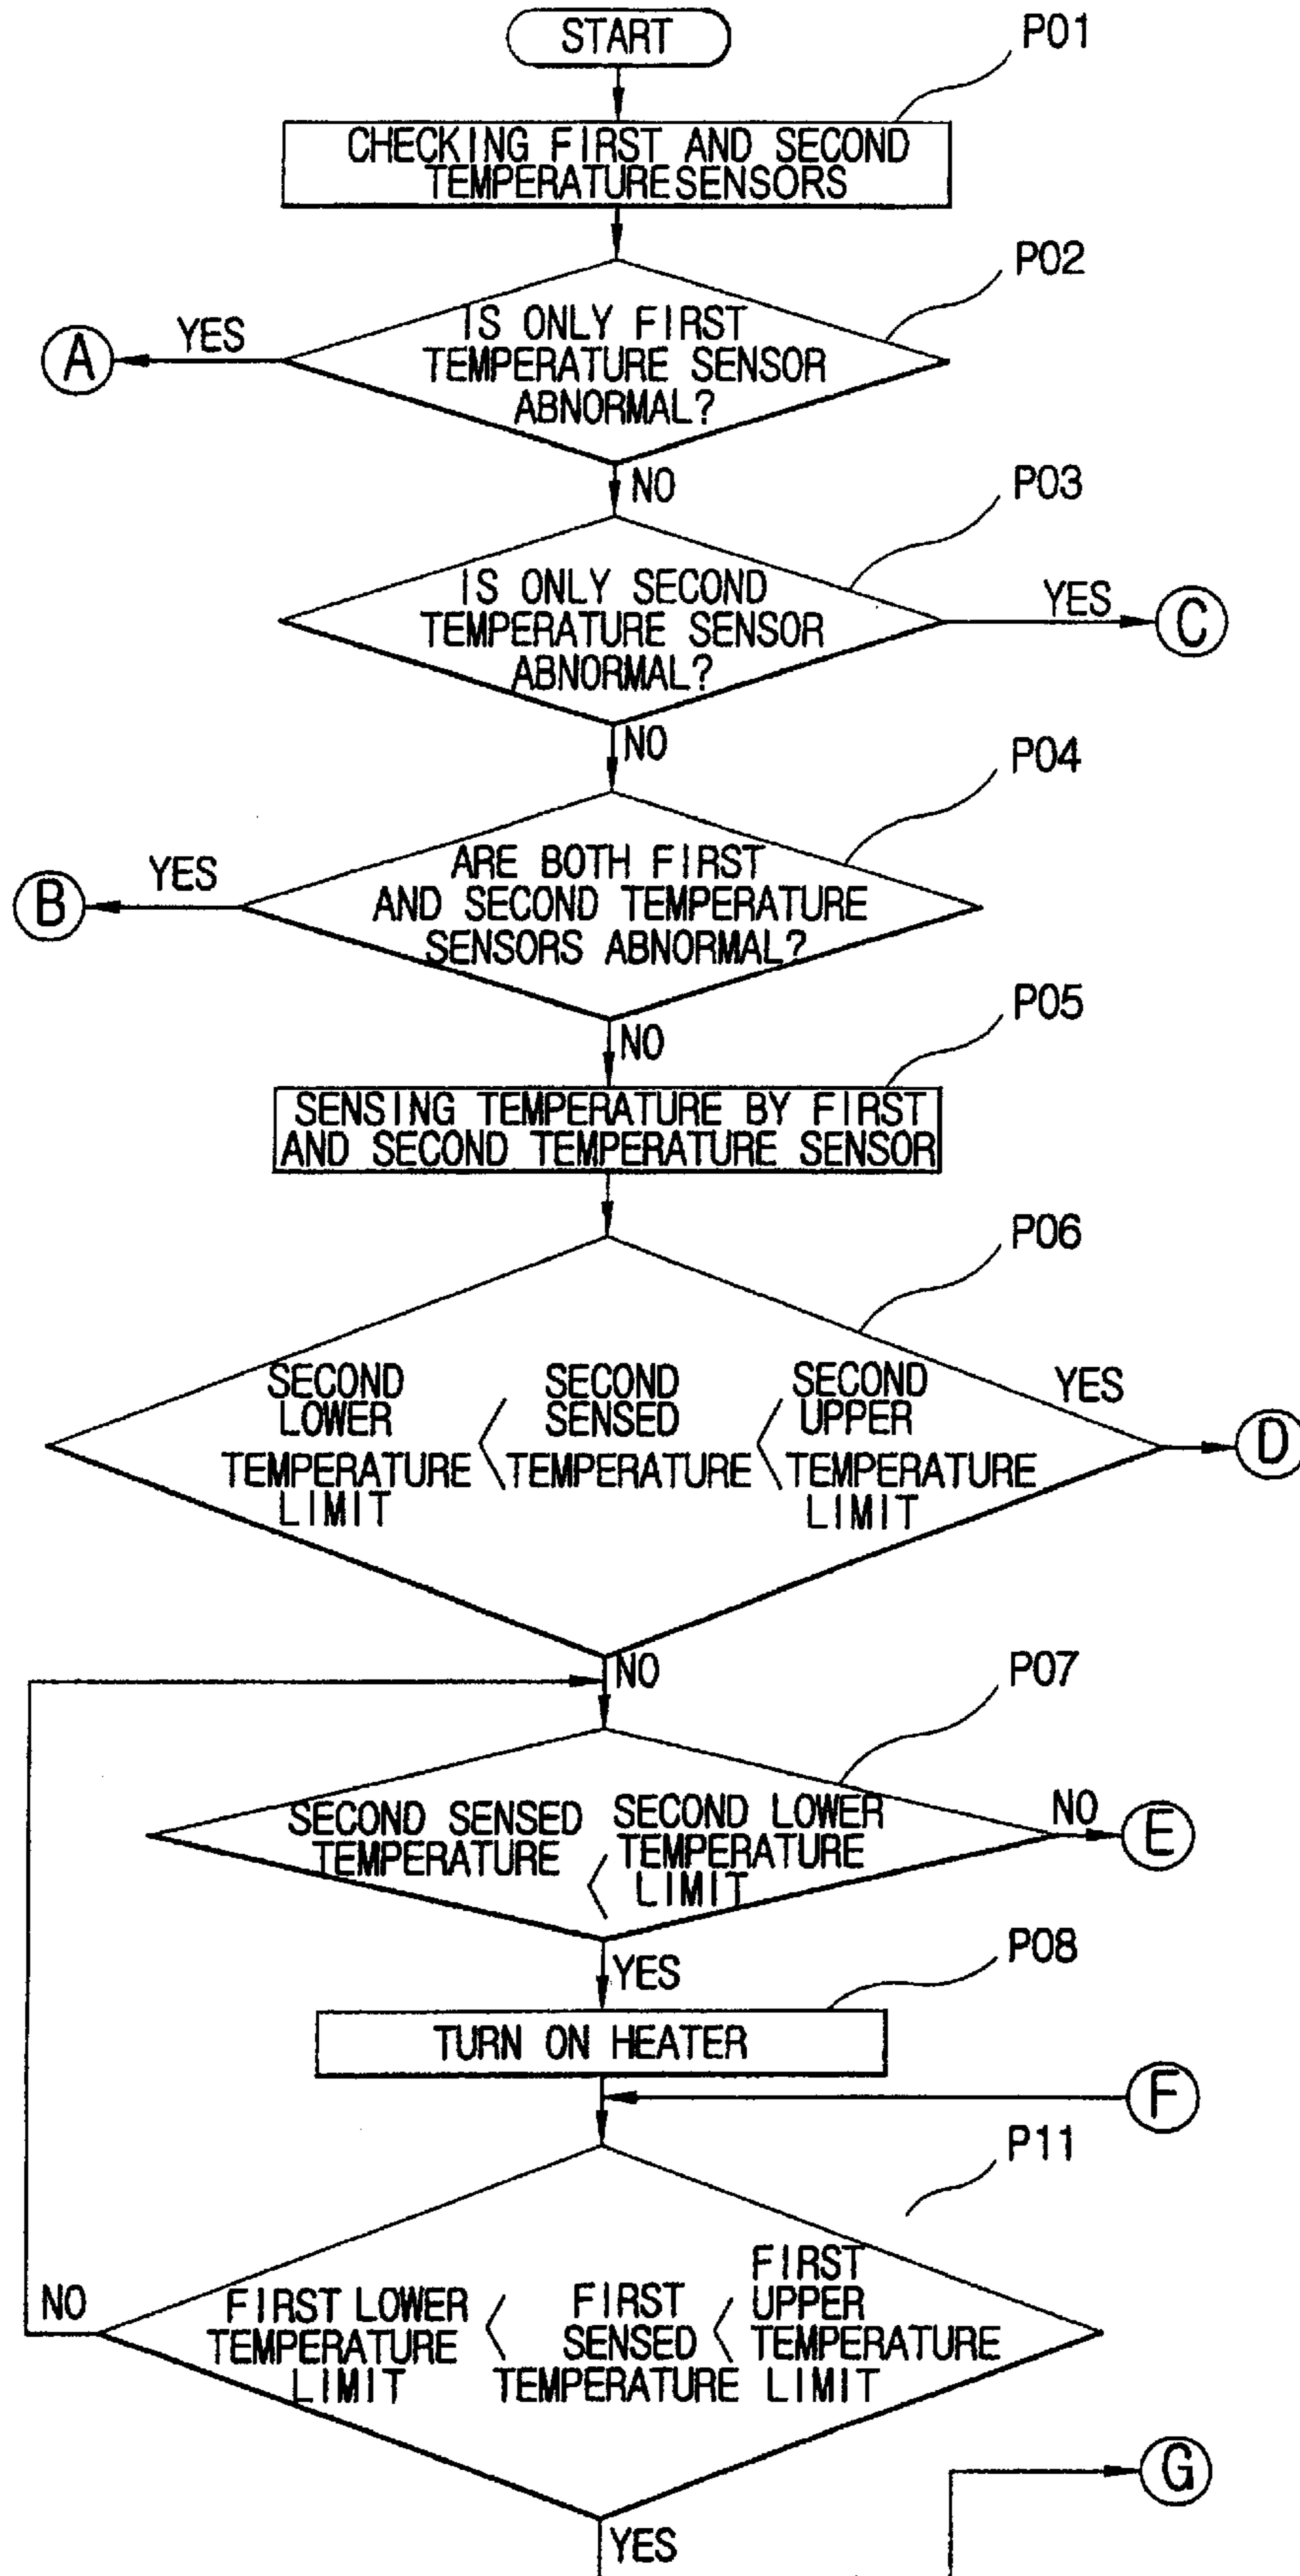 START
P01
CHECKING FIRST AND SECOND
TEMPERATURE SENSORS
P02
IS ONLY FIRST
TEMPERATURE SENSOR
ABNORMAL?
YES
A
NO
P03
IS ONLY SECOND
TEMPERATURE SENSOR
ABNORMAL?
YES
C
NO
P04
ARE BOTH FIRST
AND SECOND TEMPERATURE
SENSORS ABNORMAL?
YES
B
NO
P05
SENSING TEMPERATURE BY FIRST
AND SECOND TEMPERATURE SENSOR
P06
SECOND
LOWER
TEMPERATURE
LIMIT
<
SECOND
SENSED
TEMPERATURE
<
SECOND
UPPER
TEMPERATURE
LIMIT
YES
D
NO
P07
SECOND SENSED
TEMPERATURE
<
SECOND LOWER
TEMPERATURE
LIMIT
NO
E
YES
P08
TURN ON HEATER
F
P11
FIRST LOWER
TEMPERATURE
LIMIT
<
FIRST
SENSED
TEMPERATURE
<
FIRST
UPPER
TEMPERATURE
LIMIT
NO
G
YES